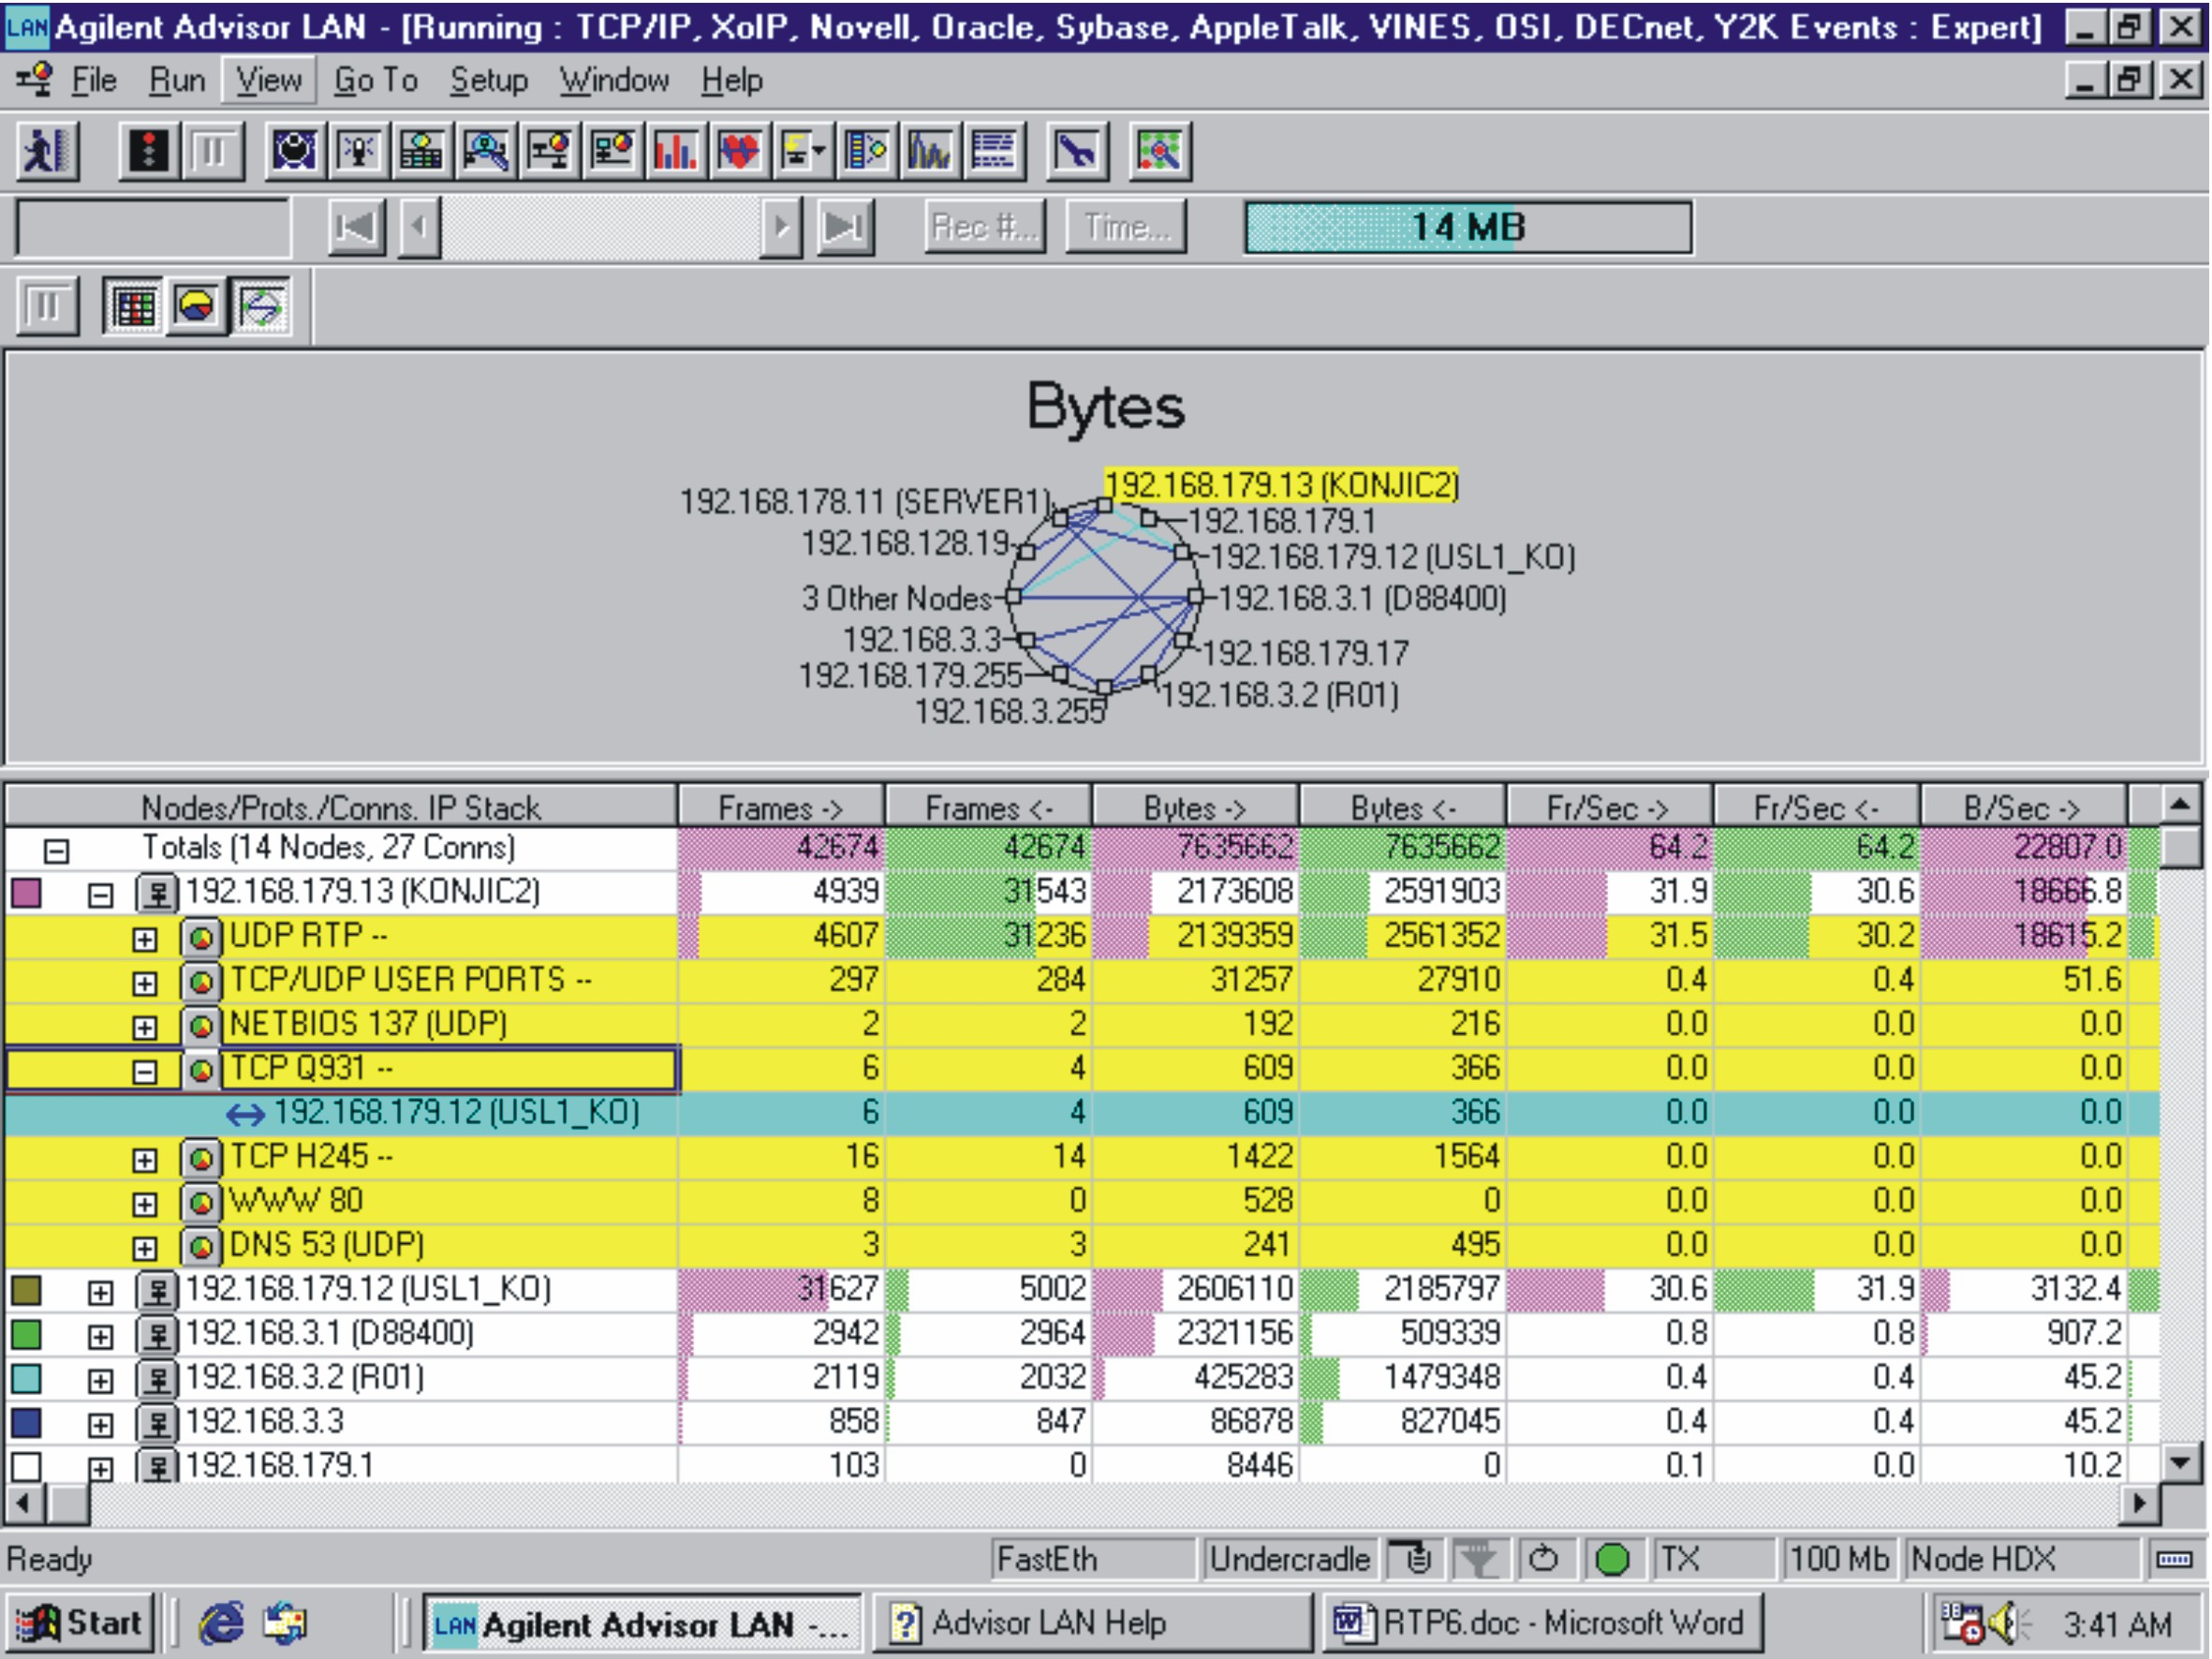 LAN Agilent Advisor LAN - [Running : TCP/IP, XoIP, Novell, Oracle, Sybase, AppleTalk, VINES, OSI, DECnet, Y2K Events : Expert]
File Run View Go To Setup Window Help
Rec #... Time... 14 MB
Bytes
192.168.179.13 (KONJIC2)
192.168.178.11 (SERVER1)
192.168.179.1
192.168.128.19
192.168.179.12 (USL1_KO)
3 Other Nodes
192.168.3.1 (D88400)
192.168.3.3
192.168.179.17
192.168.179.255
192.168.3.2 (R01)
192.168.3.255
Nodes/Prots./Conns. IP Stack Frames -> Frames <- Bytes -> Bytes <- Fr/Sec -> Fr/Sec <- B/Sec ->
Totals (14 Nodes, 27 Conns) 42674 42674 7635662 7635662 64.2 64.2 22807.0
192.168.179.13 (KONJIC2) 4939 31543 2173608 2591903 31.9 30.6 18666.8
UDP RTP -- 4607 31236 2139359 2561352 31.5 30.2 18615.2
TCP/UDP USER PORTS -- 297 284 31257 27910 0.4 0.4 51.6
NETBIOS 137 (UDP) 2 2 192 216 0.0 0.0 0.0
TCP Q931 -- 6 4 609 366 0.0 0.0 0.0
192.168.179.12 (USL1_KO) 6 4 609 366 0.0 0.0 0.0
TCP H245 -- 16 14 1422 1564 0.0 0.0 0.0
WWW 80 8 0 528 0 0.0 0.0 0.0
DNS 53 (UDP) 3 3 241 495 0.0 0.0 0.0
192.168.179.12 (USL1_KO) 31627 5002 2606110 2185797 30.6 31.9 3132.4
192.168.3.1 (D88400) 2942 2964 2321156 509339 0.8 0.8 907.2
192.168.3.2 (R01) 2119 2032 425283 1479348 0.4 0.4 45.2
192.168.3.3 858 847 86878 827045 0.4 0.4 45.2
192.168.179.1 103 0 8446 0 0.1 0.0 10.2
Ready FastEth Undercradle TX 100 Mb Node HDX
Start LAN Agilent Advisor LAN -... Advisor LAN Help RTP6.doc - Microsoft Word 3:41 AM